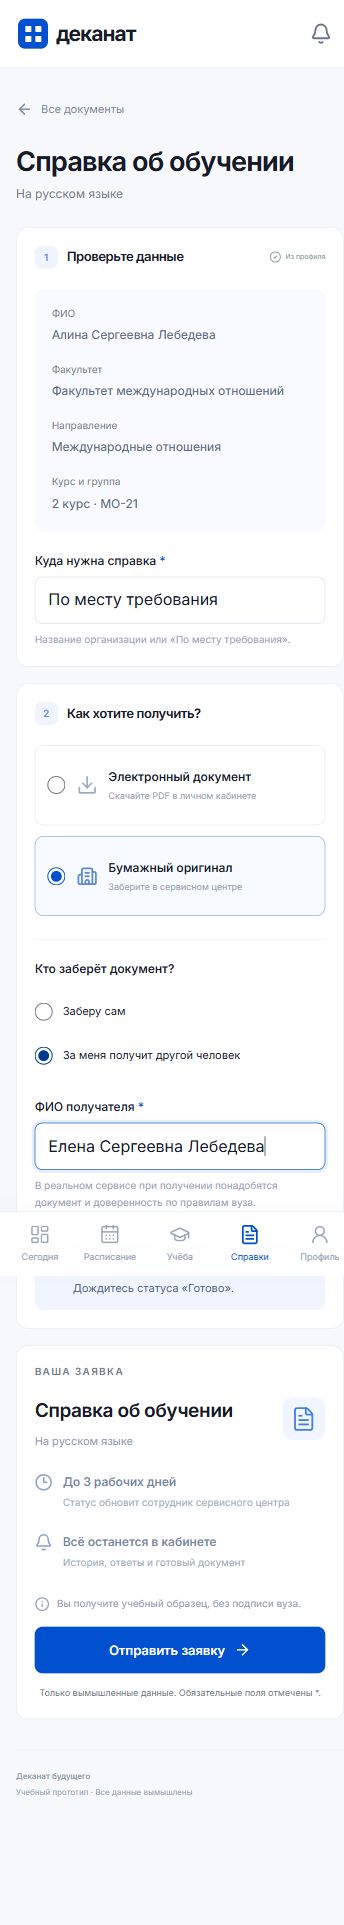 деканат
Все документы
Справка об обучении
На русском языке
1 Проверьте данные Из профиля
ФИО
Алина Сергеевна Лебедева
Факультет
Факультет международных отношений
Направление
Международные отношения
Курс и группа
2 курс · МО-21
Куда нужна справка *
По месту требования
Название организации или «По месту требования».
2 Как хотите получить?
Электронный документ
Скачайте PDF в личном кабинете
Бумажный оригинал
Заберите в сервисном центре
Кто заберёт документ?
Заберу сам
За меня получит другой человек
ФИО получателя *
Елена Сергеевна Лебедева
В реальном сервисе при получении понадобятся
документ и доверенность по правилам вуза.
Сегодня Расписание Учёба Справки Профиль
Дождитесь статуса «Готово».
ВАША ЗАЯВКА
Справка об обучении
На русском языке
До 3 рабочих дней
Статус обновит сотрудник сервисного центра
Всё останется в кабинете
История, ответы и готовый документ
Вы получите учебный образец, без подписи вуза.
Отправить заявку
Только вымышленные данные. Обязательные поля отмечены *.
Деканат будущего
Учебный прототип · Все данные вымышлены